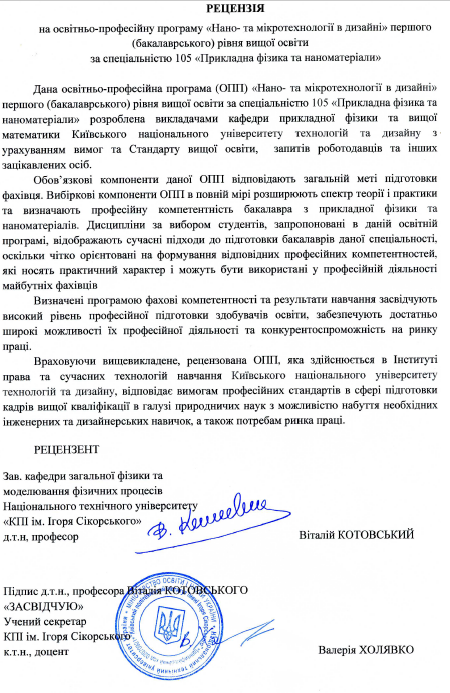 РЕЦЕНЗІЯ
на освітньо-професійну програму «Нано- та мікротехнології в дизайні» першого
(бакалаврського) рівня вищої освіти
за спеціальністю 105 «Прикладна фізика та наноматеріали»
Дана освітньо-професійна програма (ОПП) «Нано- та мікротехнології в дизайні»
першого (бакалаврського) рівня вищої освіти за спеціальністю 105 «Прикладна фізика та
наноматеріали» розроблена викладачами кафедри прикладної фізики та вищої
математики Київського національного університету технологій та дизайну з
урахуванням вимог та Стандарту вищої освіти, запитів роботодавців та інших
зацікавлених осіб.
Обов'язкові компоненти даної ОПП відповідають загальній меті підготовки
фахівця. Вибіркові компоненти ОПП в повній мірі розширюють спектр теорії і практики
та визначають професійну компетентність бакалавра з прикладної фізики та
наноматеріалів. Дисципліни за вибором студентів, запропоновані в даній освітній
програмі, відображають сучасні підходи до підготовки бакалаврів даної спеціальності,
оскільки чітко орієнтовані на формування відповідних професійних компетентностей,
які носять практичний характер і можуть бути використані у професійній діяльності
майбутніх фахівців
Визначені програмою фахові компетентності та результати навчання засвідчують
високий рівень професійної підготовки здобувачів освіти, забезпечують достатньо
широкі можливості їх професійної діяльності та конкурентоспроможність на ринку
праці.
Враховуючи вищевикладене, рецензована ОПП, яка здійснюється в Інституті
права та сучасних технологій навчання Київського національного університету
технологій та дизайну, відповідає вимогам професійних стандартів в сфері підготовки
кадрів вищої кваліфікації в галузі природничих наук з можливістю набуття необхідних
інженерних та дизайнерських навичок, а також потребам ринка праці.
РЕЦЕНЗЕНТ
Зав. кафедри загальної фізики та
моделювання фізичних процесів
Національного технічного університету
«КПІ ім. Ігоря Сікорського»
д.т.н, професор Віталій КОТОВСЬКИЙ
Підпис д.т.н., професора Віталія КОТОВСЬКОГО
«ЗАСВІДЧУЮ»
Учений секретар
КПІ ім. Ігоря Сікорського
к.т.н., доцент Валерія ХОЛЯВКО